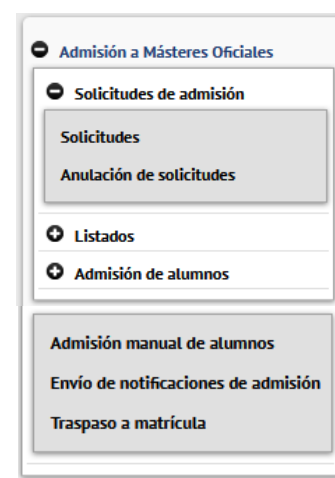 Admisión a Másteres Oficiales
Solicitudes de admisión
Solicitudes
Anulación de solicitudes
Listados
Admisión de alumnos
Admisión manual de alumnos
Envío de notificaciones de admisión
Traspaso a matrícula